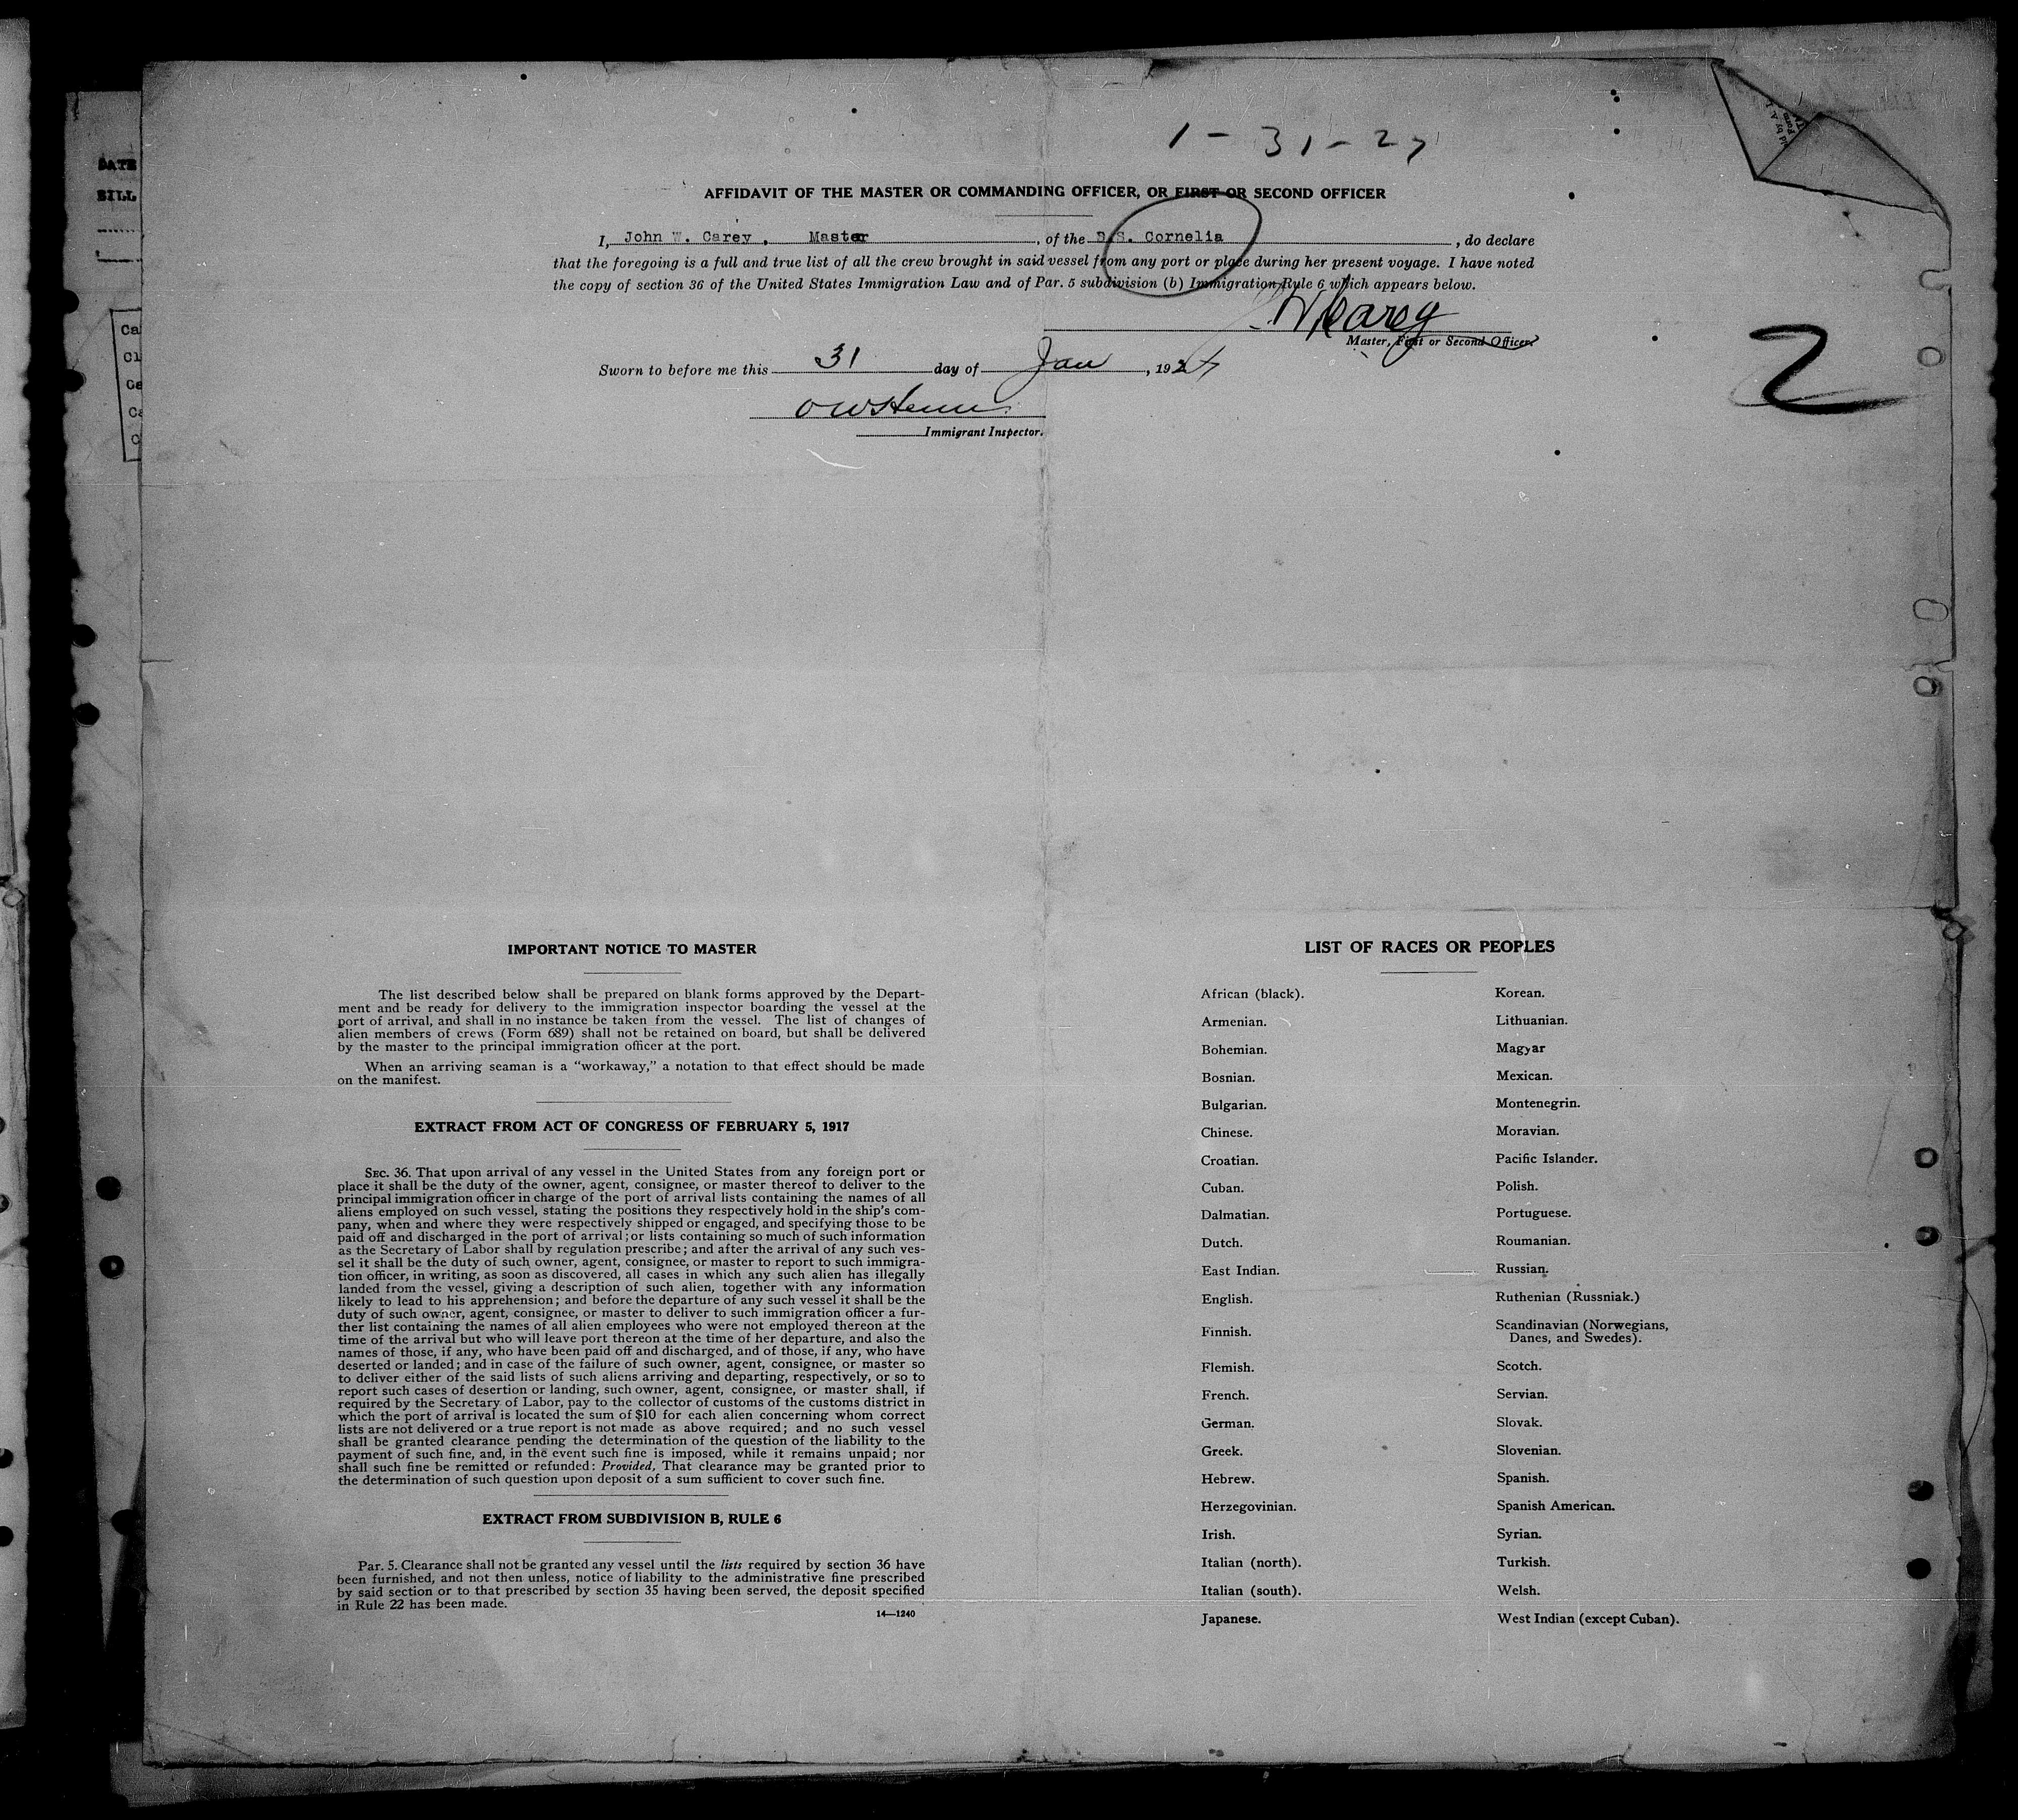 1-31-27
AFFIDAVIT OF THE MASTER OR COMMANDING OFFICER, OR FIRST OR SECOND OFFICER
I, John W. Carey, Master, of the S.S. Cornelia, do declare
that the foregoing is a full and true list of all the crew brought in said vessel from any port or place during her present voyage. I have noted
the copy of section 36 of the United States Immigration Law and of Par. 5 subdivision (b) Immigration Rule 6 which appears below.
Carey
Master, First or Second Officer.
2
Sworn to before me this 31 day of Jan, 1927
Immigrant Inspector.
DATE
BILL
IMPORTANT NOTICE TO MASTER
The list described below shall be prepared on blank forms approved by the Depart-
ment and be ready for delivery to the immigration inspector boarding the vessel at the
port of arrival, and shall in no instance be taken from the vessel. The list of changes of
alien members of crews (Form 689) shall not be retained on board, but shall be delivered
by the master to the principal immigration officer at the port.
When an arriving seaman is a "workaway," a notation to that effect should be made
on the manifest.
EXTRACT FROM ACT OF CONGRESS OF FEBRUARY 5, 1917
SEC. 36. That upon arrival of any vessel in the United States from any foreign port or
place it shall be the duty of the owner, agent, consignee, or master thereof to deliver to the
principal immigration officer in charge of the port of arrival lists containing the names of all
aliens employed on such vessel, stating the positions they respectively hold in the ship's com-
pany, when and where they were respectively shipped or engaged, and specifying those to be
paid off and discharged in the port of arrival; or lists containing so much of such information
as the Secretary of Labor shall by regulation prescribe; and after the arrival of any such ves-
sel it shall be the duty of such owner, agent, consignee, or master to report to such immigra-
tion officer, in writing, as soon as discovered, all cases in which any such alien has illegally
landed from the vessel, giving a description of such alien, together with any information
likely to lead to his apprehension; and before the departure of any such vessel it shall be the
duty of such owner, agent, consignee, or master to deliver to such immigration officer a fur-
ther list containing the names of all alien employees who were not employed thereon at the
time of the arrival but who will leave port thereon at the time of her departure, and also the
names of those, if any, who have been paid off and discharged, and of those, if any, who have
deserted or landed; and in case of the failure of such owner, agent, consignee, or master so
to deliver either of the said lists of such aliens arriving and departing, respectively, or so to
report such cases of desertion or landing, such owner, agent, consignee, or master shall, if
required by the Secretary of Labor, pay to the collector of customs of the customs district in
which the port of arrival is located the sum of $10 for each alien concerning whom correct
lists are not delivered or a true report is not made as above required; and no such vessel
shall be granted clearance pending the determination of the question of the liability to the
payment of such fine, and, in the event such fine is imposed, while it remains unpaid; nor
shall such fine be remitted or refunded: Provided, That clearance may be granted prior to
the determination of such question upon deposit of a sum sufficient to cover such fine.
EXTRACT FROM SUBDIVISION B, RULE 6
Par. 5. Clearance shall not be granted any vessel until the lists required by section 36 have
been furnished, and not then unless, notice of liability to the administrative fine prescribed
by said section or to that prescribed by section 35 having been served, the deposit specified
in Rule 22 has been made.
14—1240
LIST OF RACES OR PEOPLES
African (black).
Armenian.
Bohemian.
Bosnian.
Bulgarian.
Chinese.
Croatian.
Cuban.
Dalmatian.
Dutch.
East Indian.
English.
Finnish.
Flemish.
French.
German.
Greek.
Hebrew.
Herzegovinian.
Irish.
Italian (north).
Italian (south).
Japanese.
Korean.
Lithuanian.
Magyar
Mexican.
Montenegrin.
Moravian.
Pacific Islander.
Polish.
Portuguese.
Roumanian.
Russian.
Ruthenian (Russniak.)
Scandinavian (Norwegians,
Danes, and Swedes).
Scotch.
Servian.
Slovak.
Slovenian.
Spanish.
Spanish American.
Syrian.
Turkish.
Welsh.
West Indian (except Cuban).